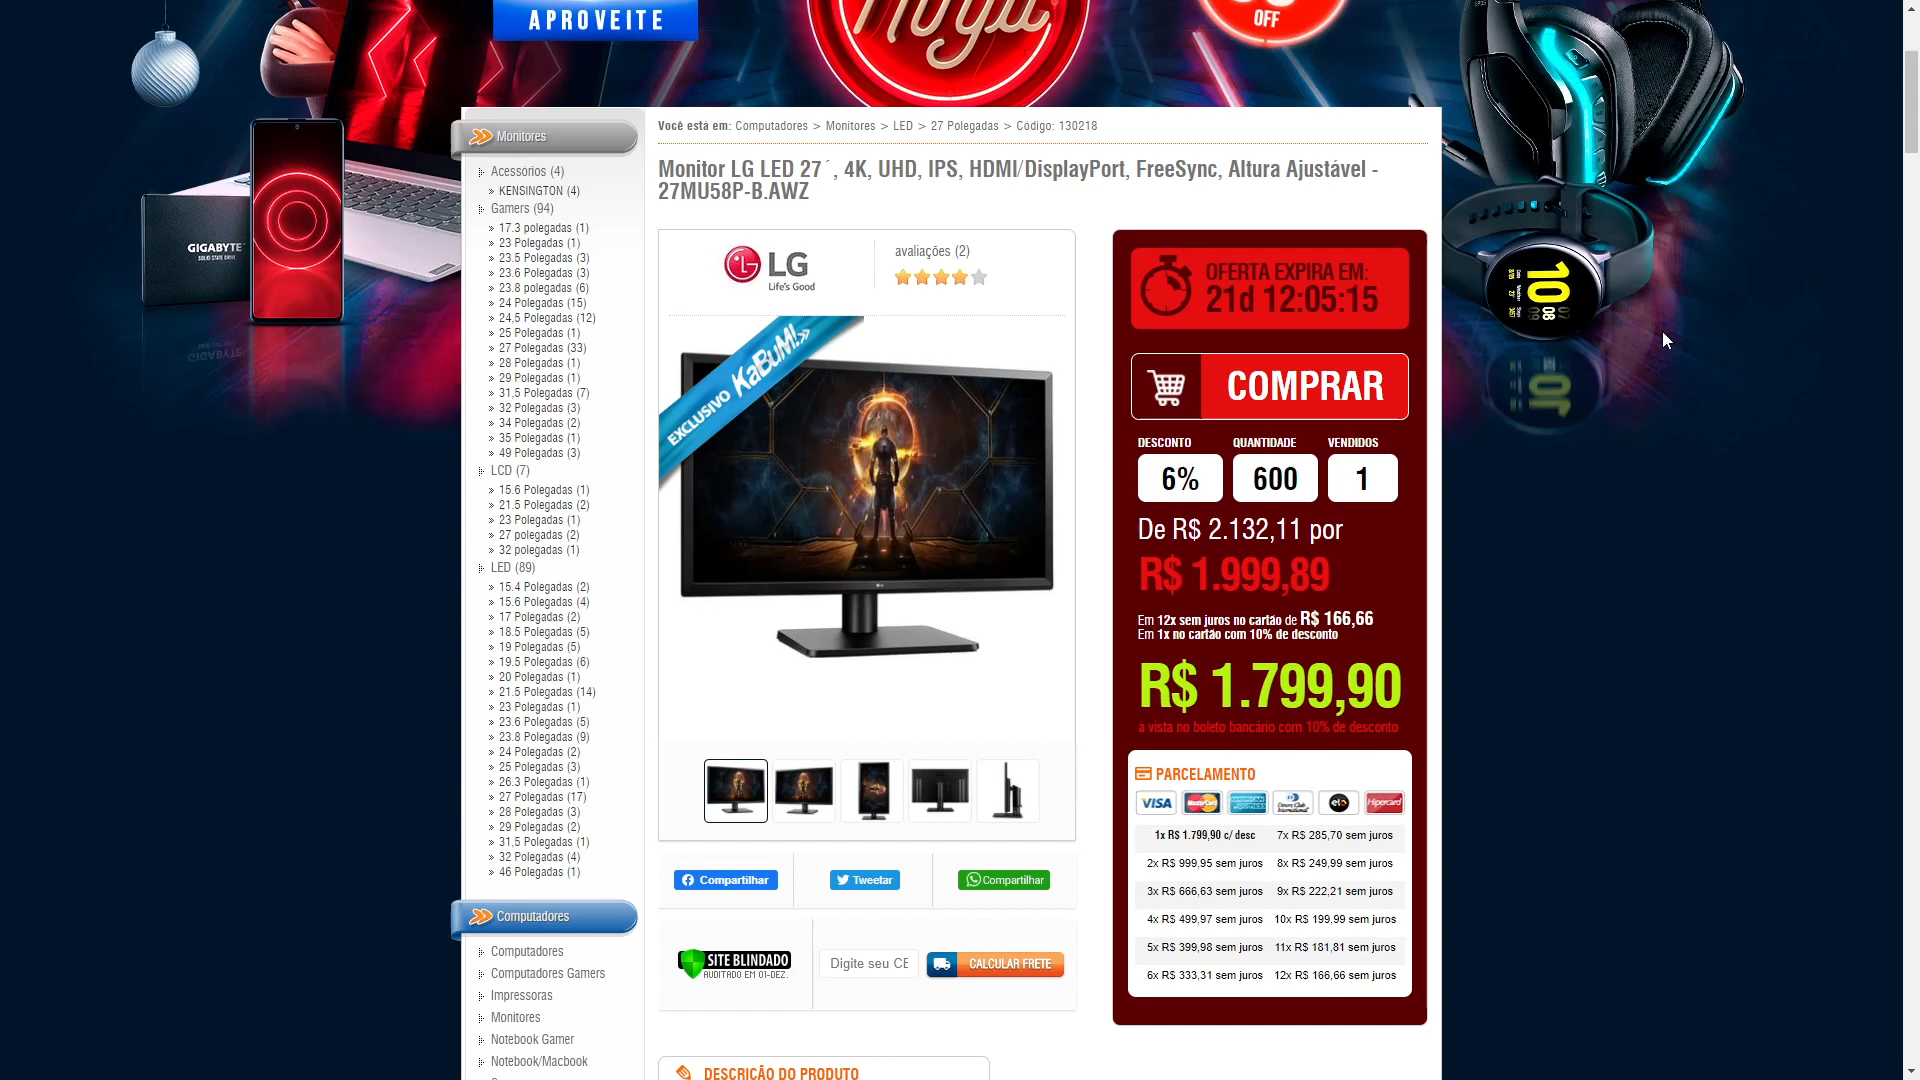 APROVEITE
OFF
GIGABYTE
SOLID STATE DRIVE
Monitores
Acessórios (4)
» KENSINGTON (4)
Gamers (94)
» 17.3 polegadas (1)
» 23 Polegadas (1)
» 23.5 Polegadas (3)
» 23.6 Polegadas (3)
» 23.8 polegadas (6)
» 24 Polegadas (15)
» 24,5 Polegadas (12)
» 25 Polegadas (1)
» 27 Polegadas (33)
» 28 Polegadas (1)
» 29 Polegadas (1)
» 31,5 Polegadas (7)
» 32 Polegadas (3)
» 34 Polegadas (2)
» 35 Polegadas (1)
» 49 Polegadas (3)
LCD (7)
» 15.6 Polegadas (1)
» 21.5 Polegadas (2)
» 23 Polegadas (1)
» 27 polegadas (2)
» 32 polegadas (1)
LED (89)
» 15.4 Polegadas (2)
» 15.6 Polegadas (4)
» 17 Polegadas (2)
» 18.5 Polegadas (5)
» 19 Polegadas (5)
» 19.5 Polegadas (6)
» 20 Polegadas (1)
» 21.5 Polegadas (14)
» 23 Polegadas (1)
» 23.6 Polegadas (5)
» 23.8 Polegadas (9)
» 24 Polegadas (2)
» 25 Polegadas (3)
» 26.3 Polegadas (1)
» 27 Polegadas (17)
» 28 Polegadas (3)
» 29 Polegadas (2)
» 31,5 Polegadas (1)
» 32 Polegadas (4)
» 46 Polegadas (1)
Computadores
Computadores
Computadores Gamers
Impressoras
Monitores
Notebook Gamer
Notebook/Macbook
Você está em: Computadores > Monitores > LED > 27 Polegadas > Código: 130218
Monitor LG LED 27´, 4K, UHD, IPS, HDMI/DisplayPort, FreeSync, Altura Ajustável -
27MU58P-B.AWZ
LG
Life's Good
avaliações (2)
EXCLUSIVO KaBuM!»
Compartilhar
Tweetar
Compartilhar
SITE BLINDADO
AUDITADO EM 01-DEZ.
Digite seu CE
CALCULAR FRETE
DESCRIÇÃO DO PRODUTO
OFERTA EXPIRA EM:
21d 12:05:15
COMPRAR
DESCONTO QUANTIDADE VENDIDOS
6% 600 1
De R$ 2.132,11 por
R$ 1.999,89
Em 12x sem juros no cartão de R$ 166,66
Em 1x no cartão com 10% de desconto
R$ 1.799,90
à vista no boleto bancário com 10% de desconto
PARCELAMENTO
VISA MasterCard Diners Club International elo Hipercard
1x R$ 1.799,90 c/ desc 7x R$ 285,70 sem juros
2x R$ 999,95 sem juros 8x R$ 249,99 sem juros
3x R$ 666,63 sem juros 9x R$ 222,21 sem juros
4x R$ 499,97 sem juros 10x R$ 199,99 sem juros
5x R$ 399,98 sem juros 11x R$ 181,81 sem juros
6x R$ 333,31 sem juros 12x R$ 166,66 sem juros
10
08